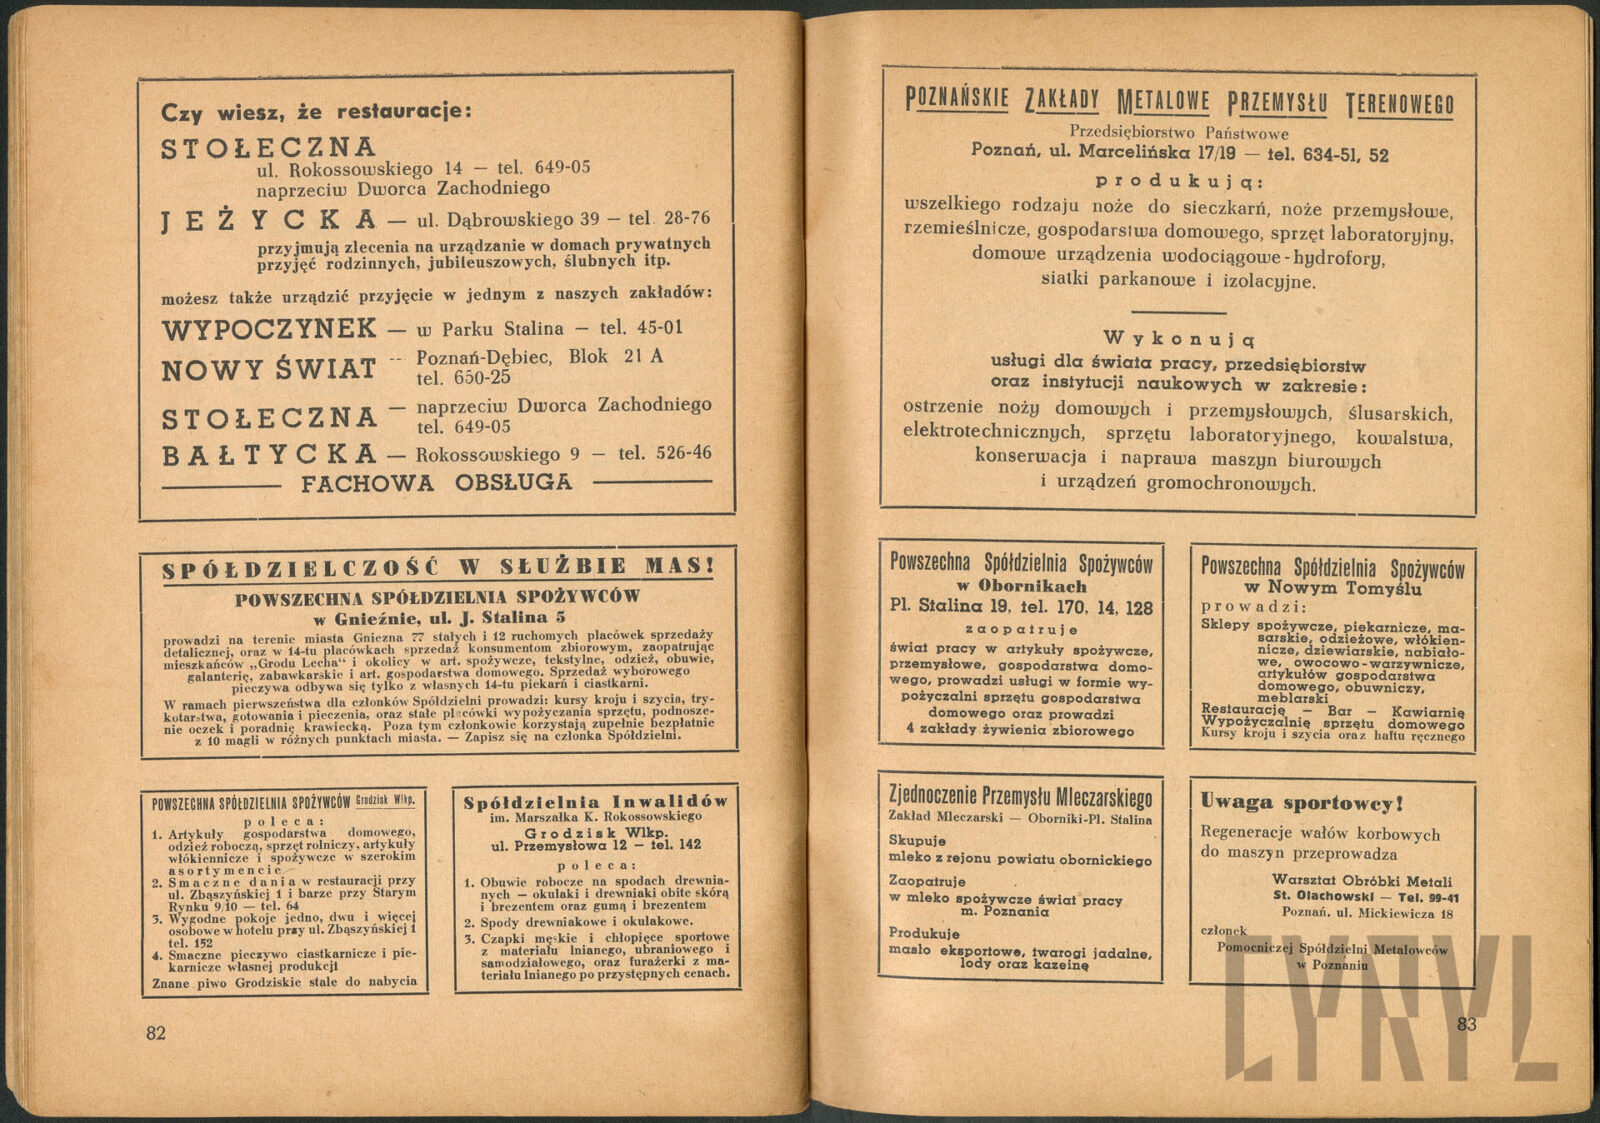 Czy wiesz, że restauracje:
STOŁECZNA
ul. Rokossowskiego 14 — tel. 649-05
naprzeciw Dworca Zachodniego
JEŻYCKA — ul. Dąbrowskiego 39 — tel. 28-76
przyjmują zlecenia na urządzanie w domach prywatnych
przyjęć rodzinnych, jubileuszowych, ślubnych itp.
możesz także urządzić przyjęcie w jednym z naszych zakładów:
WYPOCZYNEK — w Parku Stalina — tel. 45-01
NOWY ŚWIAT -- Poznań-Dębiec, Blok 21 A
tel. 650-25
STOŁECZNA — naprzeciw Dworca Zachodniego
tel. 649-05
BAŁTYCKA — Rokossowskiego 9 — tel. 526-46
FACHOWA OBSŁUGA
SPÓŁDZIELCZOŚĆ W SŁUŻBIE MAS!
POWSZECHNA SPÓŁDZIELNIA SPOŻYWCÓW
w Gnieźnie, ul. J. Stalina 5
prowadzi na terenie miasta Gniezna 77 stałych i 12 ruchomych placówek sprzedaży
detalicznej, oraz w 14-tu placówkach sprzedaż konsumentom zbiorowym, zaopatrując
mieszkańców „Grodu Lecha“ i okolicy w art. spożywcze, tekstylne, odzież, obuwie,
galanterię, zabawkarskie i art. gospodarstwa domowego. Sprzedaż wyborowego
pieczywa odbywa się tylko z własnych 14-tu piekarń i ciastkarni.
W ramach pierwszeństwa dla członków Spółdzielni prowadzi: kursy kroju i szycia, try-
kotarstwa, gotowania i pieczenia, oraz stałe placówki wypożyczania sprzętu, podnosze-
nie oczek i poradnię krawiecką. Poza tym członkowie korzystają zupełnie bezpłatnie
z 10 magli w różnych punktach miasta. — Zapisz się na członka Spółdzielni.
POWSZECHNA SPÓŁDZIELNIA SPOŻYWCÓW Grodzisk Wlkp.
poleca:
1. Artykuły gospodarstwa domowego,
odzież roboczą, sprzęt rolniczy, artykuły
włókiennicze i spożywcze w szerokim
asortymencie
2. Smaczne dania w restauracji przy
ul. Zbąszyńskiej 1 i barze przy Starym
Rynku 9/10 — tel. 64
3. Wygodne pokoje jedno, dwu i więcej
osobowe w hotelu przy ul. Zbąszyńskiej 1
tel. 152
4. Smaczne pieczywo ciastkarnicze i pie-
karnicze własnej produkcji
Znane piwo Grodziskie stale do nabycia
Spółdzielnia Inwalidów
im. Marszałka K. Rokossowskiego
Grodzisk Wlkp.
ul. Przemysłowa 12 — tel. 142
poleca:
1. Obuwie robocze na spodach drewnia-
nych — okulaki i drewniaki obite skórą
i brezentem oraz gumą i brezentem
2. Spody drewniakowe i okulakowe.
3. Czapki męskie i chłopięce sportowe
z materiału lnianego, ubraniowego i
samodziałowego, oraz furażerki z ma-
teriału lnianego po przystępnych cenach.
82
POZNAŃSKIE ZAKŁADY METALOWE PRZEMYSŁU TERENOWEGO
Przedsiębiorstwo Państwowe
Poznań, ul. Marcelińska 17/19 — tel. 634-51, 52
produkują:
wszelkiego rodzaju noże do sieczkarń, noże przemysłowe,
rzemieślnicze, gospodarstwa domowego, sprzęt laboratoryjny,
domowe urządzenia wodociągowe-hydrofory,
siatki parkanowe i izolacyjne.
Wykonują
usługi dla świata pracy, przedsiębiorstw
oraz instytucji naukowych w zakresie:
ostrzenie noży domowych i przemysłowych, ślusarskich,
elektrotechnicznych, sprzętu laboratoryjnego, kowalstwa,
konserwacja i naprawa maszyn biurowych
i urządzeń gromochronowych.
Powszechna Spółdzielnia Spożywców
w Obornikach
Pl. Stalina 19, tel. 170, 14, 128
zaopatruje
świat pracy w artykuły spożywcze,
przemysłowe, gospodarstwa domo-
wego, prowadzi usługi w formie wy-
pożyczalni sprzętu gospodarstwa
domowego oraz prowadzi
4 zakłady żywienia zbiorowego
Powszechna Spółdzielnia Spożywców
w Nowym Tomyślu
prowadzi:
Sklepy spożywcze, piekarnicze, ma-
sarskie, odzieżowe, włókien-
nicze, dziewiarskie, nabiało-
we, owocowo-warzywnicze,
artykułów gospodarstwa
domowego, obuwniczy,
meblarski
Restaurację — Bar — Kawiarnię
Wypożyczalnię sprzętu domowego
Kursy kroju i szycia oraz haftu ręcznego
Zjednoczenie Przemysłu Mleczarskiego
Zakład Mleczarski — Oborniki-Pl. Stalina
Skupuje
mleko z rejonu powiatu obornickiego
Zaopatruje
w mleko spożywcze świat pracy
m. Poznania
Produkuje
masło eksportowe, twarogi jadalne,
lody oraz kazeinę
Uwaga sportowcy!
Regeneracje wałów korbowych
do maszyn przeprowadza
Warsztat Obróbki Metali
St. Olachowski — Tel. 99-41
Poznań, ul. Mickiewicza 18
członek
Pomocniczej Spółdzielni Metalowców
w Poznaniu
83
CYRYL